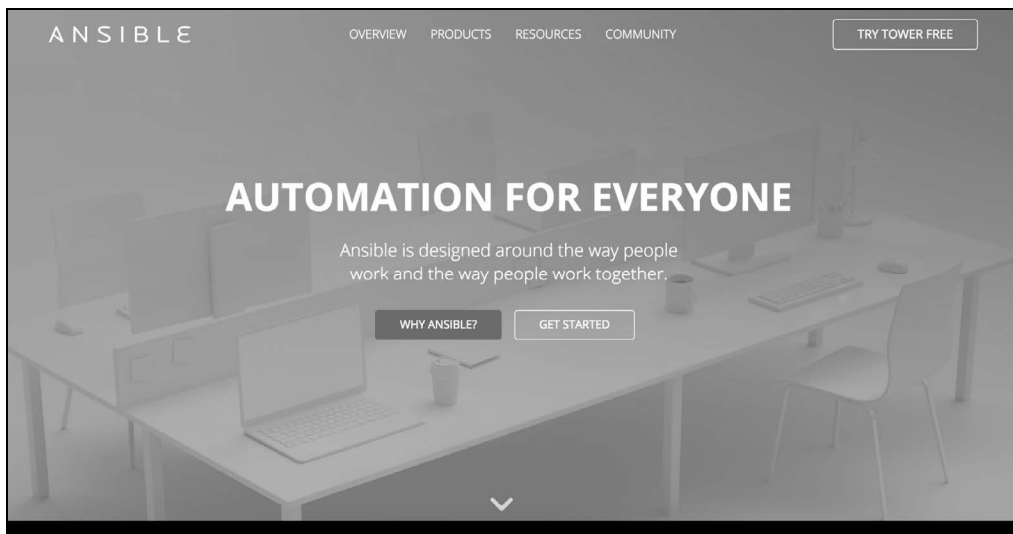 ANSIBLE
OVERVIEW PRODUCTS RESOURCES COMMUNITY
TRY TOWER FREE
AUTOMATION FOR EVERYONE
Ansible is designed around the way people
work and the way people work together.
WHY ANSIBLE?
GET STARTED